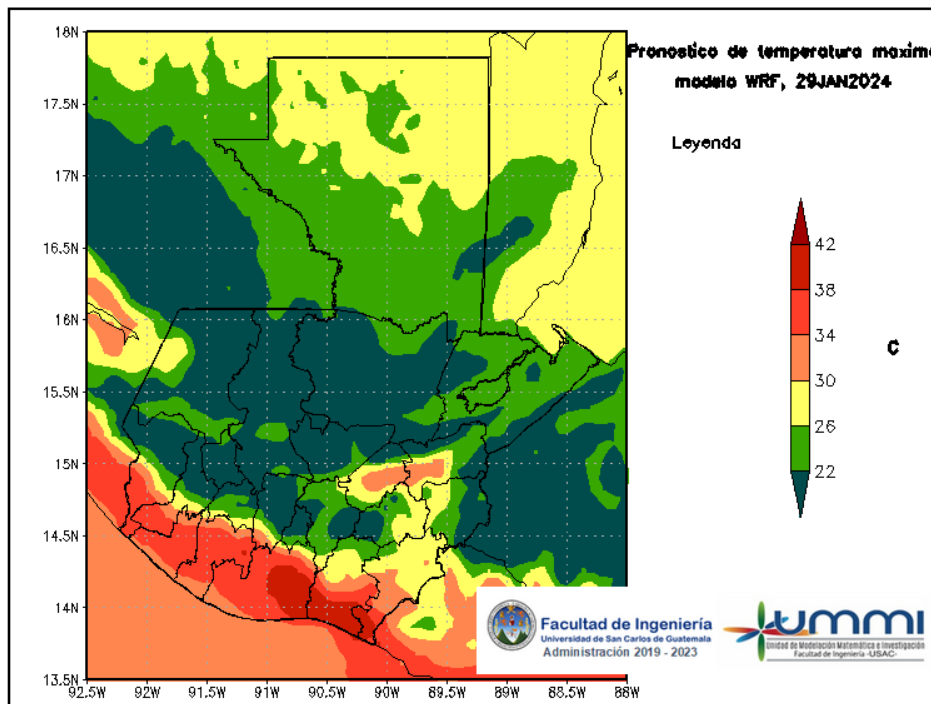 Pronostico de temperatura maxim
modelo WRF, 29JAN2024
Leyenda
18N
17.5N
17N
16.5N
16N
15.5N
15N
14.5N
14N
13.5N
92.5W 92W 91.5W 91W 90.5W 90W 89.5W 89W 88.5W 88W
42
38
34
30
26
22
C
Facultad de Ingeniería
Universidad de San Carlos de Guatemala
Administración 2019 - 2023
ummi
Unidad de Modelación Matemática e Investigación
Facultad de Ingeniería -USAC-